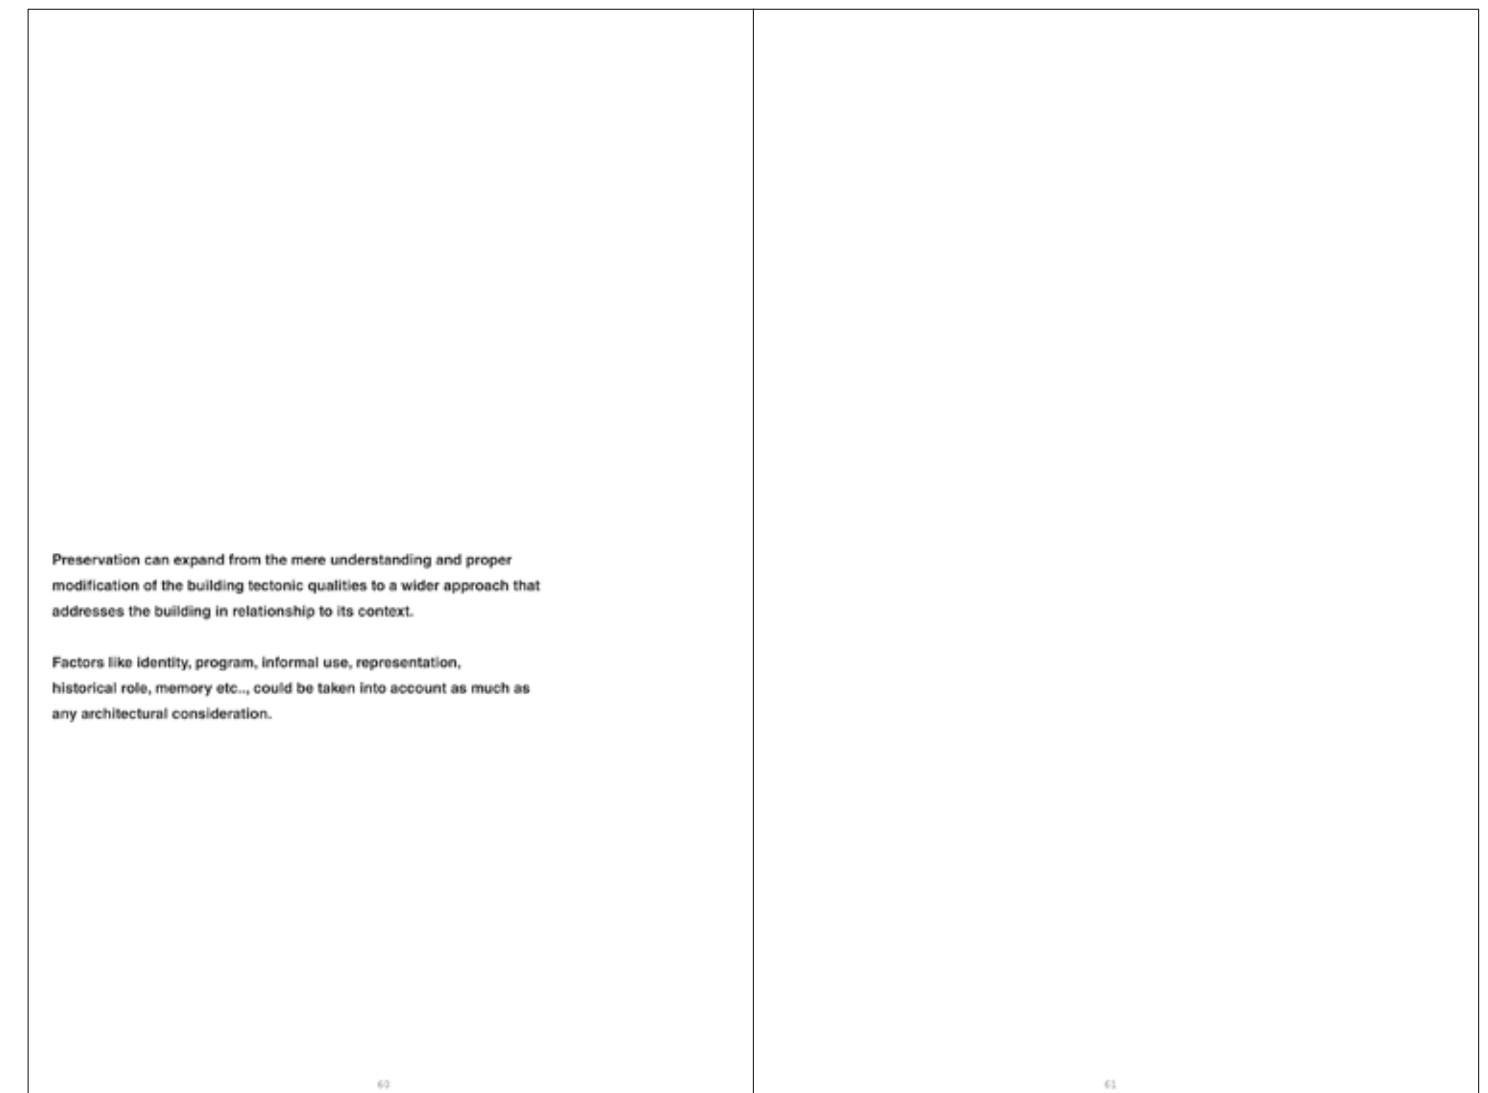 Preservation can expand from the mere understanding and proper
modification of the building tectonic qualities to a wider approach that
addresses the building in relationship to its context.
Factors like identity, program, informal use, representation,
historical role, memory etc.., could be taken into account as much as
any architectural consideration.
60
61